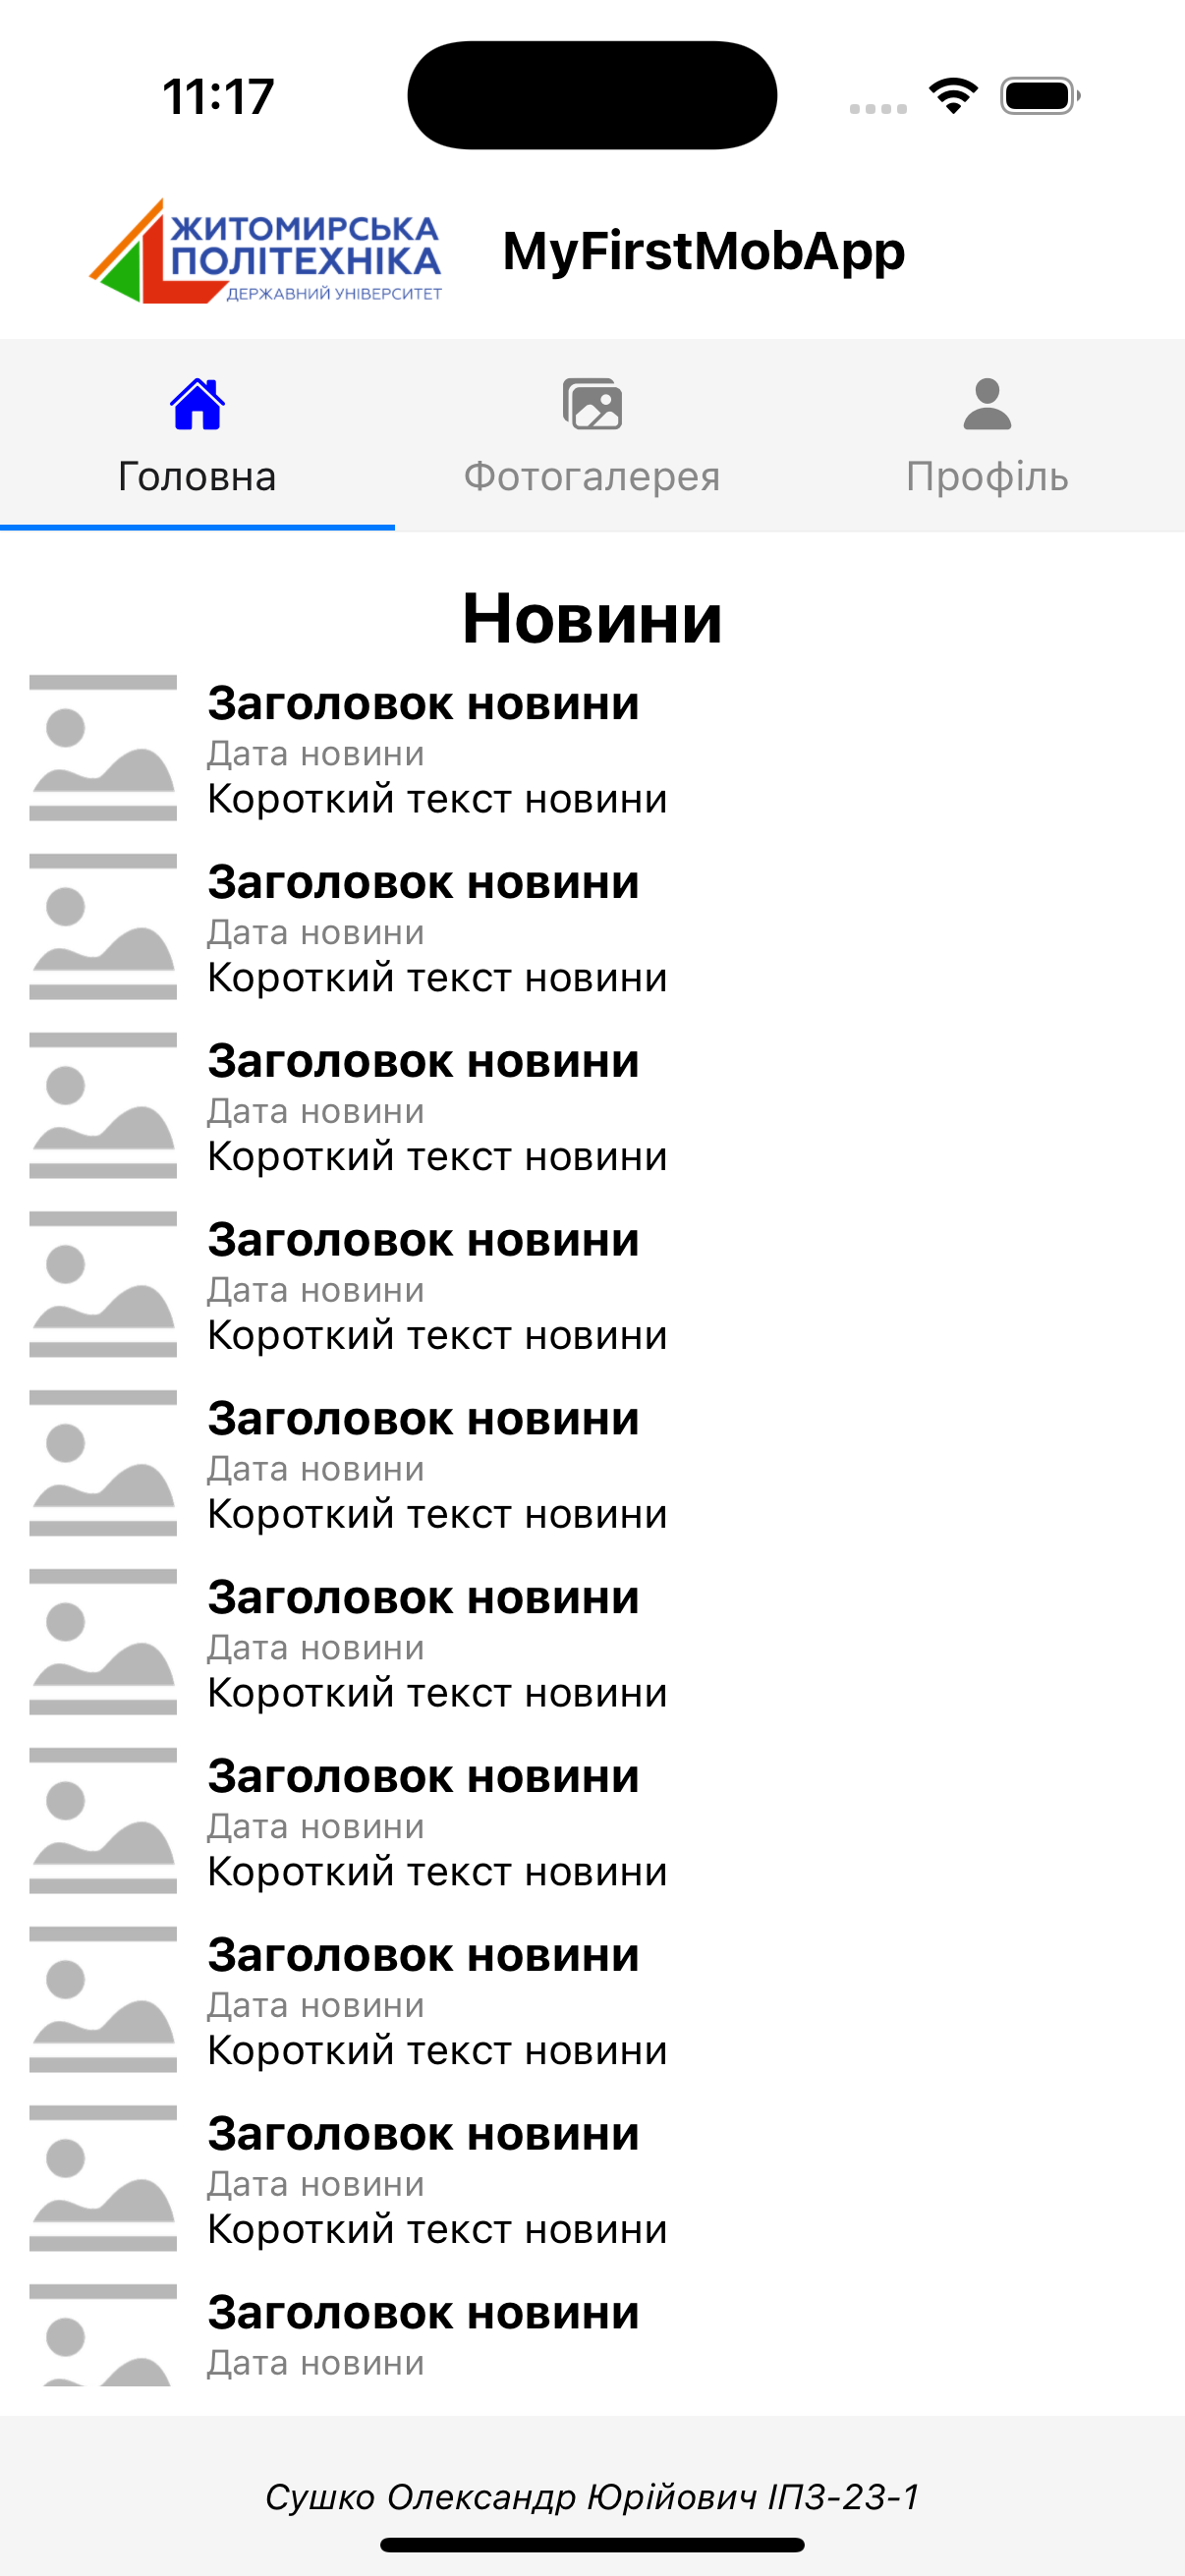 11:17
ЖИТОМИРСЬКА
ПОЛІТЕХНІКА
ДЕРЖАВНИЙ УНІВЕРСИТЕТ
MyFirstMobApp
Головна
Фотогалерея
Профіль
Новини
Заголовок новини
Дата новини
Короткий текст новини
Заголовок новини
Дата новини
Короткий текст новини
Заголовок новини
Дата новини
Короткий текст новини
Заголовок новини
Дата новини
Короткий текст новини
Заголовок новини
Дата новини
Короткий текст новини
Заголовок новини
Дата новини
Короткий текст новини
Заголовок новини
Дата новини
Короткий текст новини
Заголовок новини
Дата новини
Короткий текст новини
Заголовок новини
Дата новини
Короткий текст новини
Заголовок новини
Дата новини
Сушко Олександр Юрійович ІПЗ-23-1